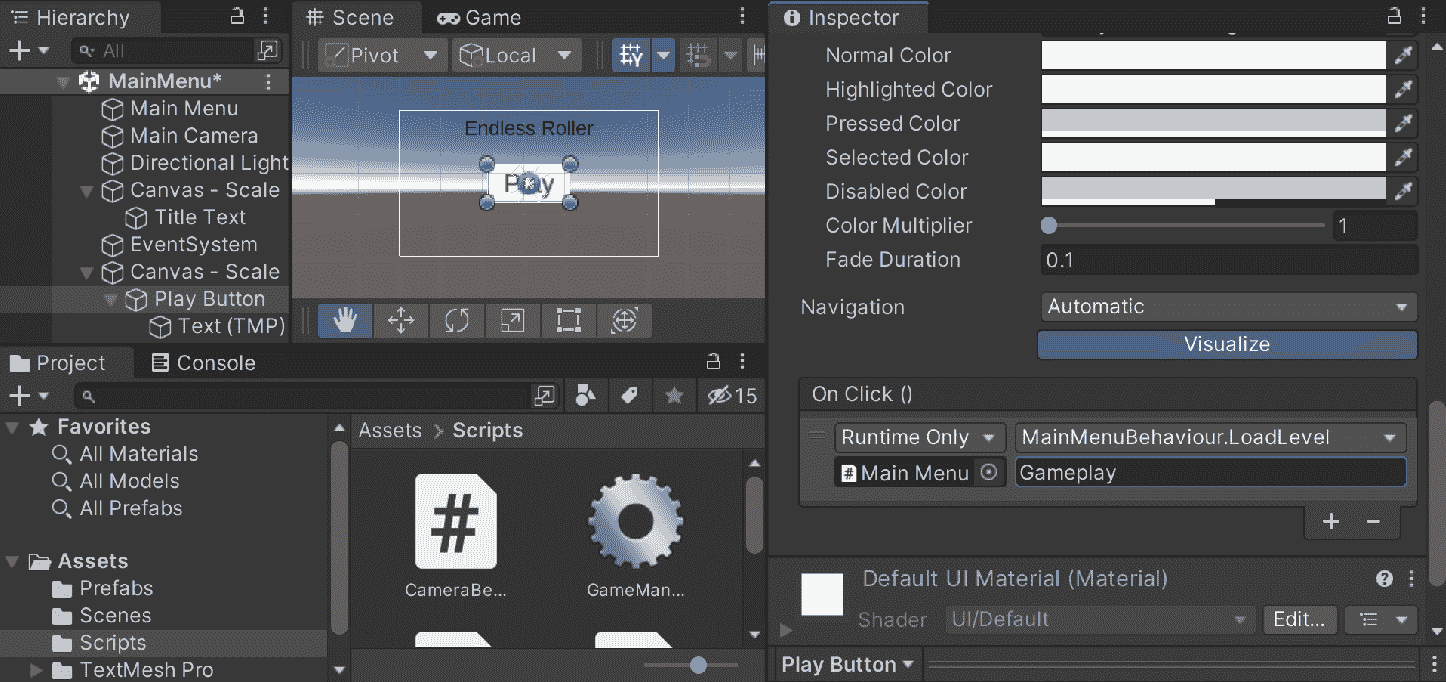 Hierarchy
All
MainMenu*
Main Menu
Main Camera
Directional Light
Canvas - Scale
Title Text
EventSystem
Canvas - Scale
Play Button
Text (TMP)
Scene Game
Pivot Local
Endless Roller
Play
Project Console
15
Favorites
All Materials
All Models
All Prefabs
Assets
Prefabs
Scenes
Scripts
TextMesh Pro
Assets > Scripts
#
CameraBe... GameMan...
Inspector
Normal Color
Highlighted Color
Pressed Color
Selected Color
Disabled Color
Color Multiplier 1
Fade Duration 0.1
Navigation Automatic
Visualize
On Click ()
Runtime Only MainMenuBehaviour.LoadLevel
# Main Menu Gameplay
+ −
Default UI Material (Material)
Shader UI/Default Edit...
Play Button